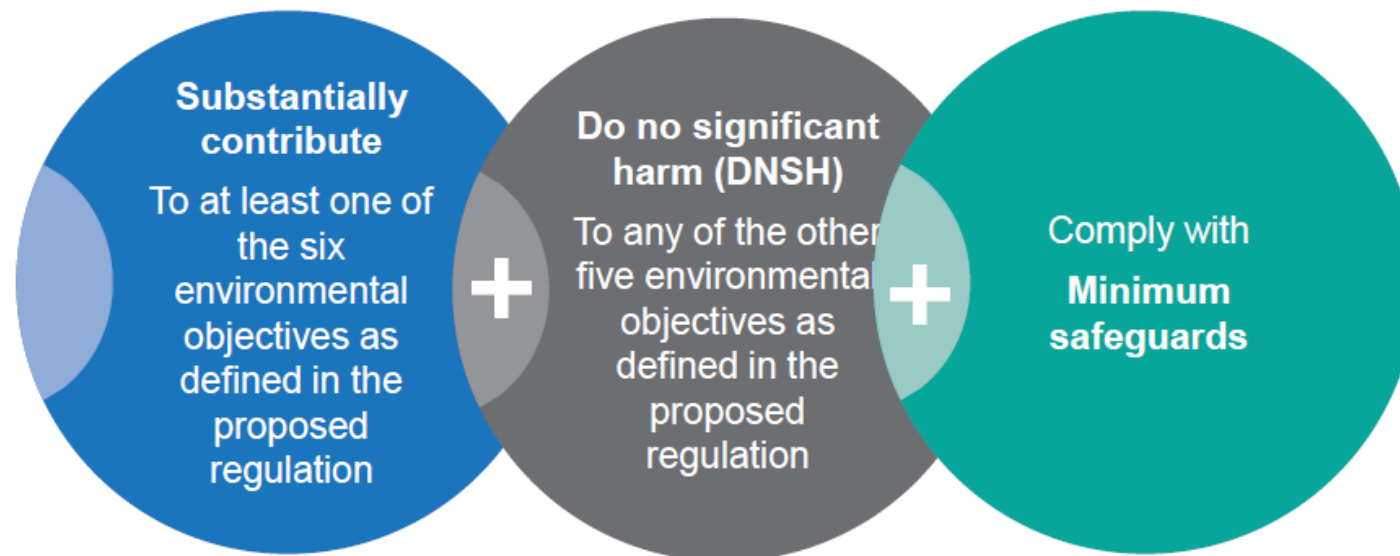 Substantially
contribute
To at least one of
the six
environmental
objectives as
defined in the
proposed
regulation
+
Do no significant
harm (DNSH)
To any of the other
five environmental
objectives as
defined in the
proposed
regulation
+
Comply with
Minimum
safeguards